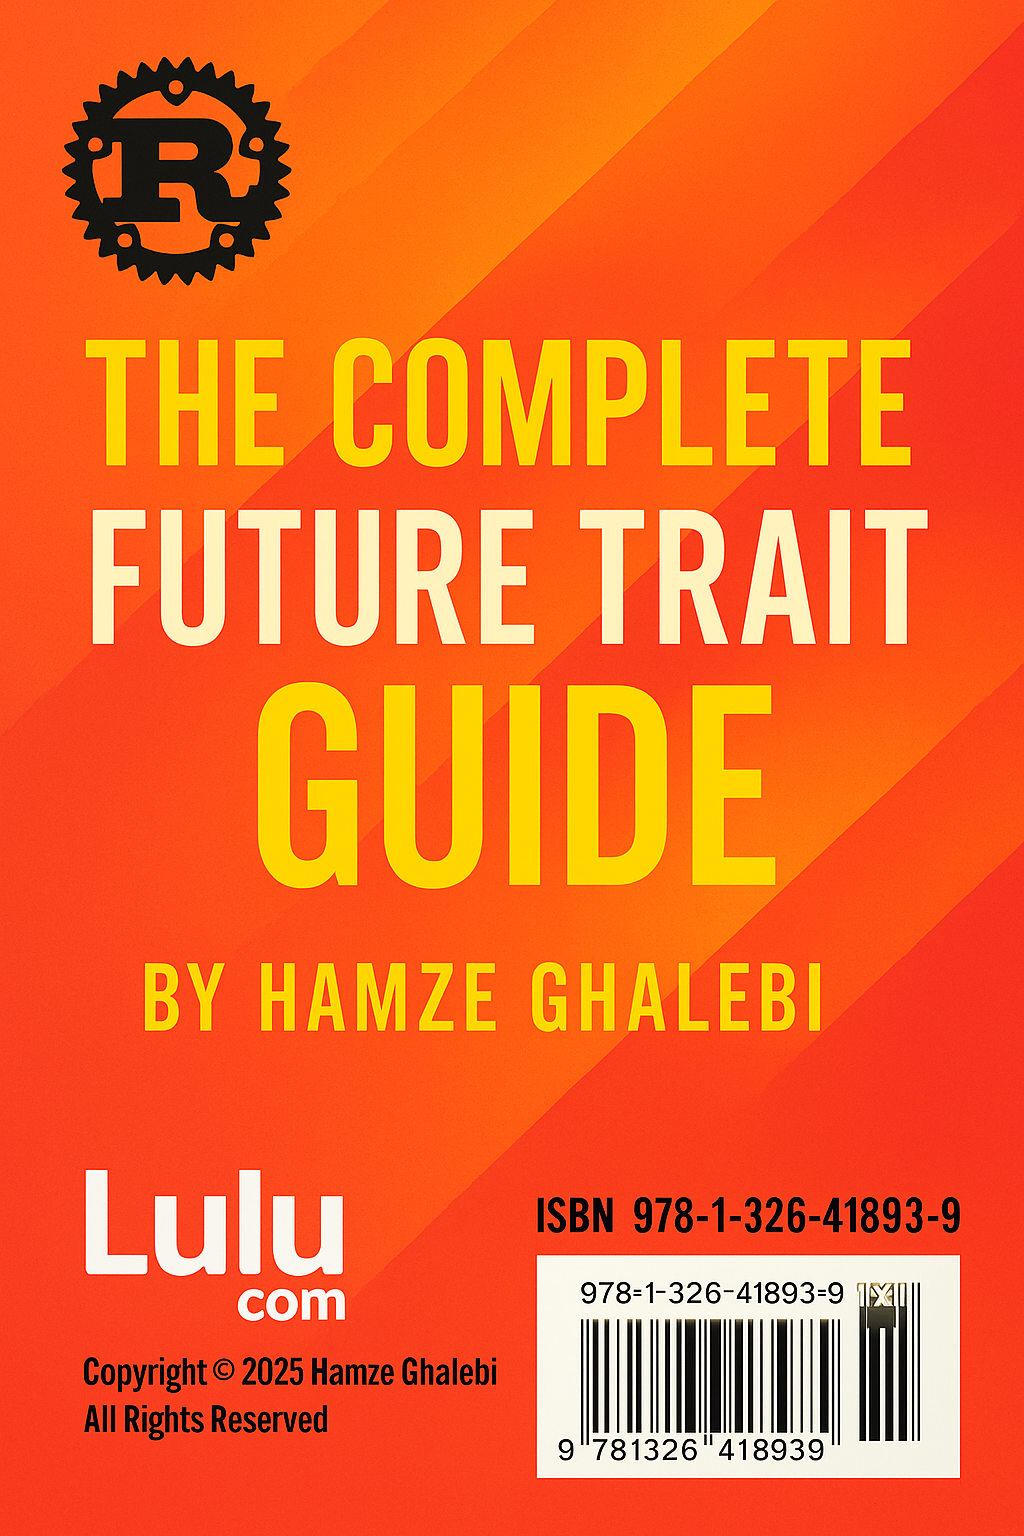 R
THE COMPLETE
FUTURE TRAIT
GUIDE
BY HAMZE GHALEBI
Lulu
com
Copyright © 2025 Hamze Ghalebi
All Rights Reserved
ISBN 978-1-326-41893-9
978=1-326-41893=9
9 781326 418939